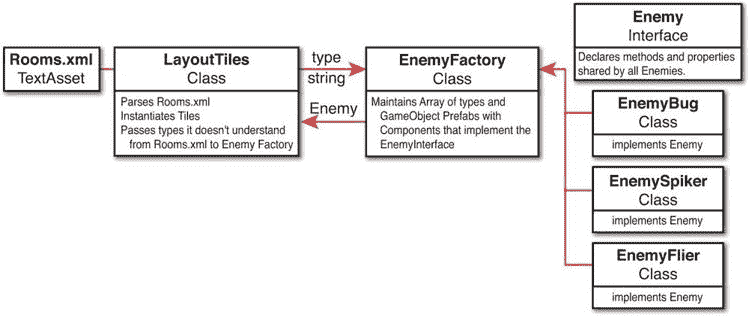 Rooms.xml
TextAsset
LayoutTiles
Class
Parses Rooms.xml
Instantiates Tiles
Passes types it doesn't understand
from Rooms.xml to Enemy Factory
type
string
Enemy
EnemyFactory
Class
Maintains Array of types and
GameObject Prefabs with
Components that implement the
EnemyInterface
Enemy
Interface
Declares methods and properties
shared by all Enemies.
EnemyBug
Class
implements Enemy
EnemySpiker
Class
implements Enemy
EnemyFlier
Class
implements Enemy